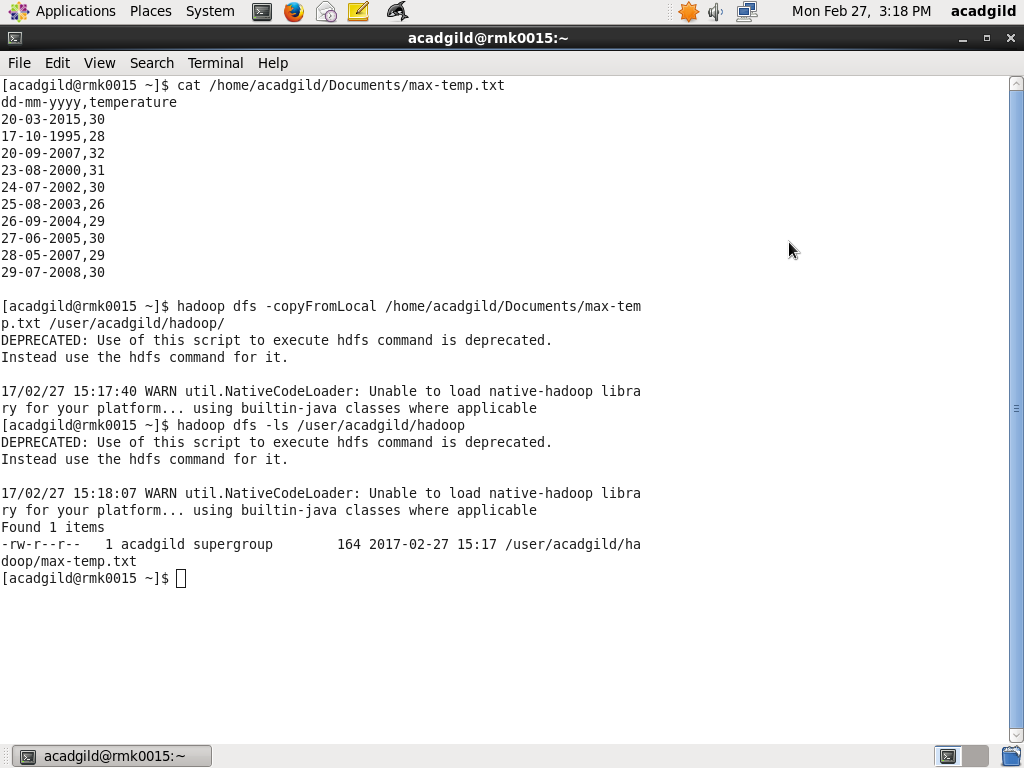 Applications Places System Mon Feb 27, 3:18 PM acadgild
acadgild@rmk0015:~
File Edit View Search Terminal Help
[acadgild@rmk0015 ~]$ cat /home/acadgild/Documents/max-temp.txt
dd-mm-yyyy,temperature
20-03-2015,30
17-10-1995,28
20-09-2007,32
23-08-2000,31
24-07-2002,30
25-08-2003,26
26-09-2004,29
27-06-2005,30
28-05-2007,29
29-07-2008,30
[acadgild@rmk0015 ~]$ hadoop dfs -copyFromLocal /home/acadgild/Documents/max-tem
p.txt /user/acadgild/hadoop/
DEPRECATED: Use of this script to execute hdfs command is deprecated.
Instead use the hdfs command for it.
17/02/27 15:17:40 WARN util.NativeCodeLoader: Unable to load native-hadoop libra
ry for your platform... using builtin-java classes where applicable
[acadgild@rmk0015 ~]$ hadoop dfs -ls /user/acadgild/hadoop
DEPRECATED: Use of this script to execute hdfs command is deprecated.
Instead use the hdfs command for it.
17/02/27 15:18:07 WARN util.NativeCodeLoader: Unable to load native-hadoop libra
ry for your platform... using builtin-java classes where applicable
Found 1 items
-rw-r--r--   1 acadgild supergroup        164 2017-02-27 15:17 /user/acadgild/ha
doop/max-temp.txt
[acadgild@rmk0015 ~]$
acadgild@rmk0015:~